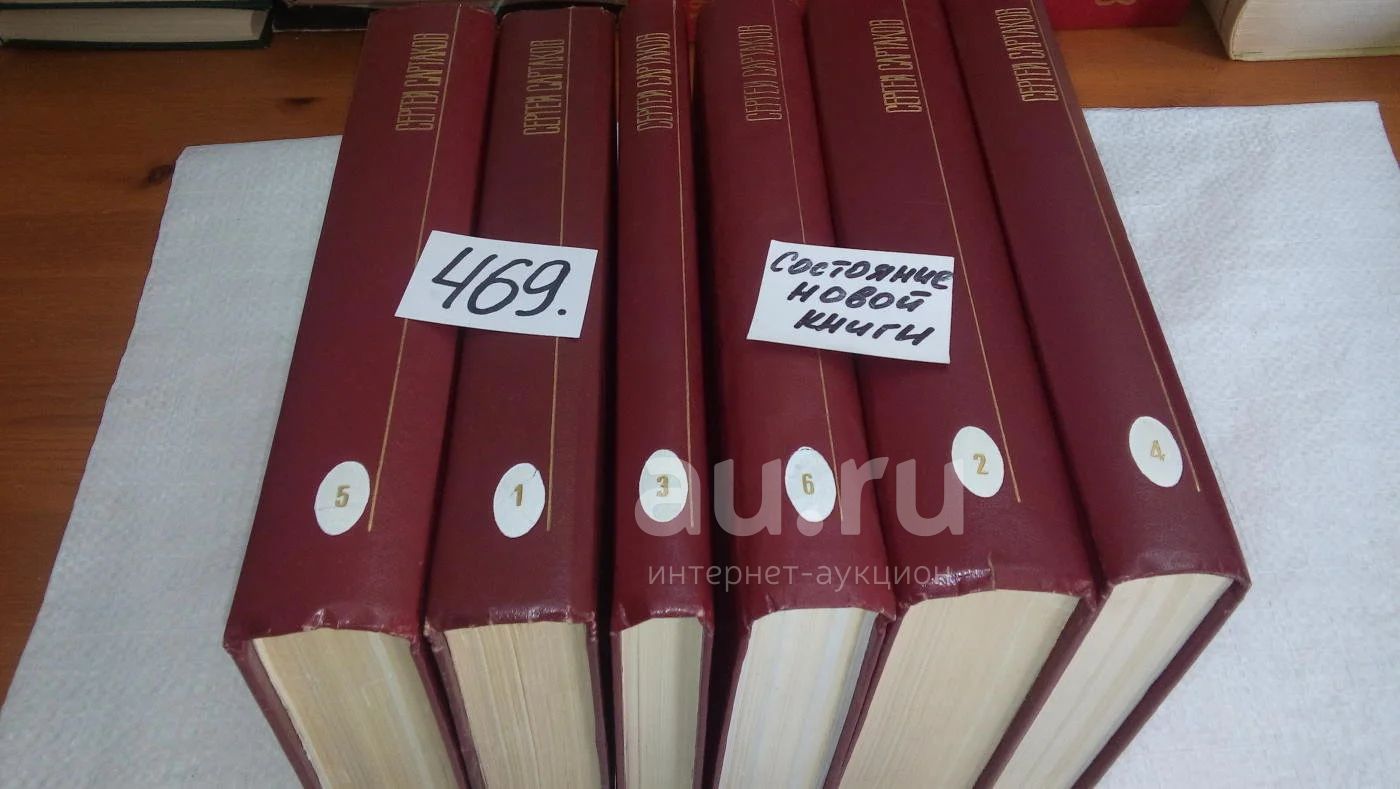 СЕРГЕЙ САРТАКОВ
СЕРГЕЙ САРТАКОВ
СЕРГЕЙ САРТАКОВ
СЕРГЕЙ САРТАКОВ
СЕРГЕЙ САРТАКОВ
СЕРГЕЙ САРТАКОВ
469.
Состояние
новой
книги
5
1
3
6
2
4
au.ru
интернет-аукцион